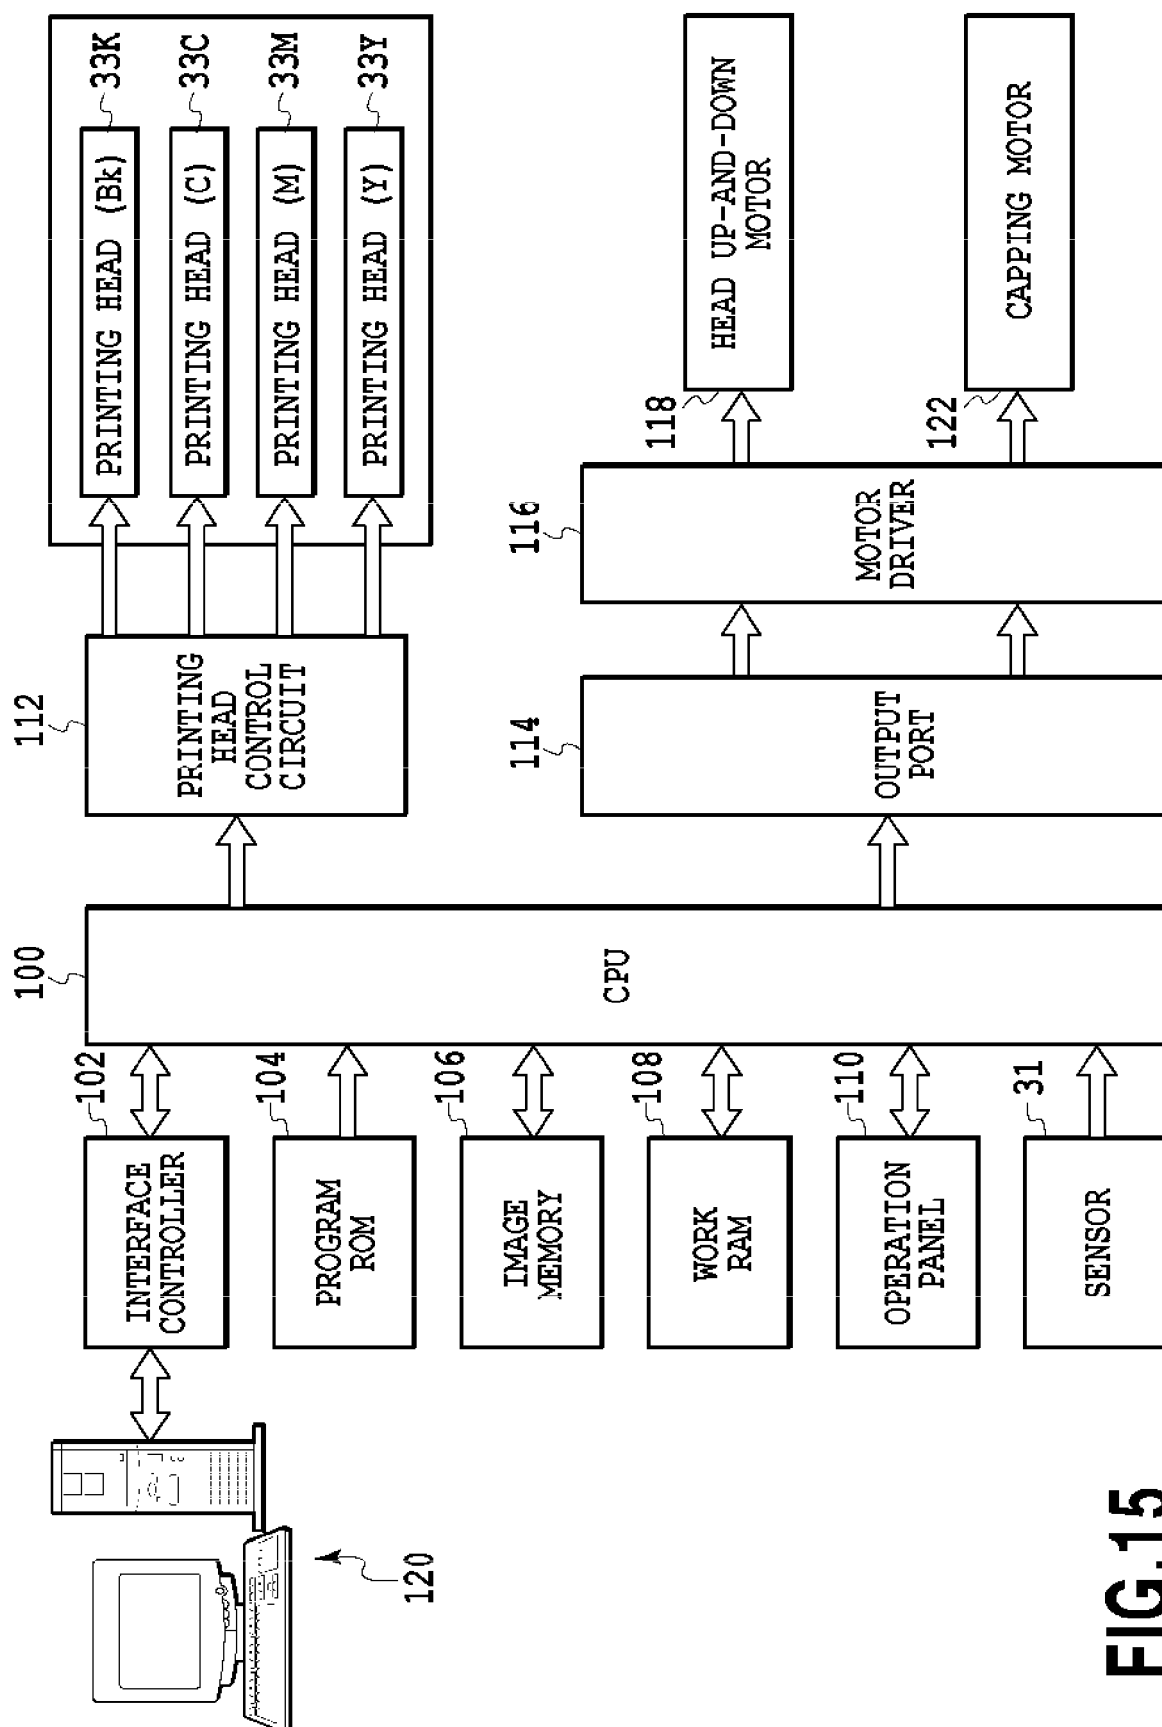 120
102
INTERFACE
CONTROLLER
104
PROGRAM
ROM
106
IMAGE
MEMORY
108
WORK
RAM
110
OPERATION
PANEL
31
SENSOR
100
CPU
112
PRINTING
HEAD
CONTROL
CIRCUIT
PRINTING HEAD (Bk)
33K
PRINTING HEAD (C)
33C
PRINTING HEAD (M)
33M
PRINTING HEAD (Y)
33Y
114
OUTPUT
PORT
116
MOTOR
DRIVER
118
HEAD UP-AND-DOWN
MOTOR
122
CAPPING MOTOR
FIG.15